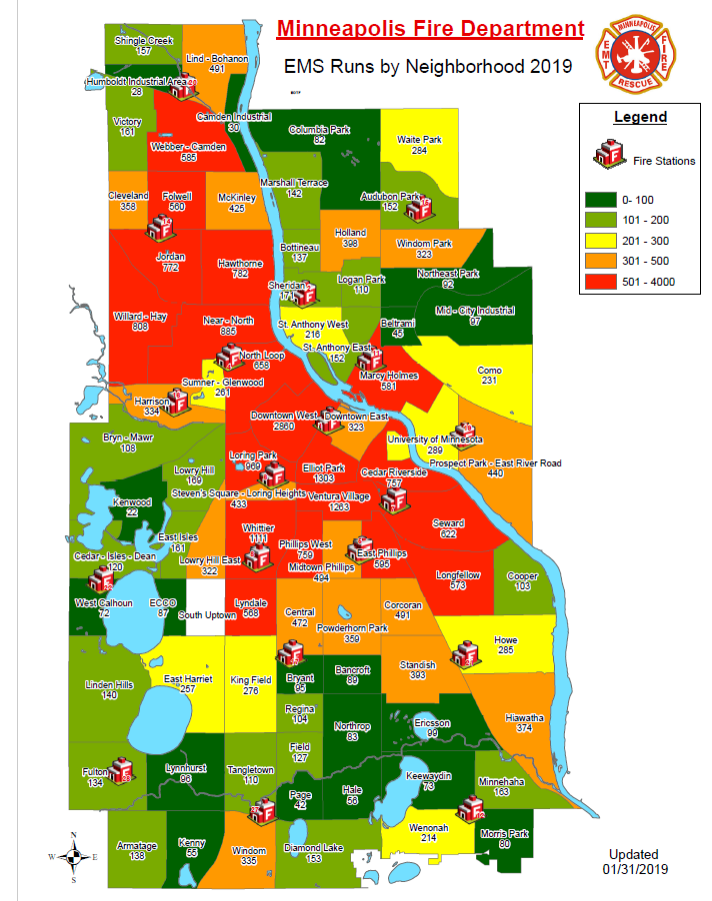 Minneapolis Fire Department
EMS Runs by Neighborhood 2019
MINNEAPOLIS
FIRE
EMT
RESCUE
Legend
Fire Stations
0- 100
101 - 200
201 - 300
301 - 500
501 - 4000
Shingle Creek
157
Lind - Bohanon
491
Humboldt Industrial Area
28
Camden Industrial
30
Victory
161
Webber - Camden
585
Columbia Park
82
Waite Park
284
Cleveland
358
Folwell
560
McKinley
425
Marshall Terrace
142
Audubon Park
152
Holland
398
Windom Park
323
Bottineau
137
Jordan
772
Hawthorne
782
Logan Park
110
Northeast Park
92
Sheridan
171
Mid - City Industrial
97
Willard - Hay
808
Near - North
885
St. Anthony West
216
Beltrami
45
St. Anthony East
152
North Loop
658
Marcy Holmes
581
Como
231
Sumner - Glenwood
261
Harrison
334
Downtown West
2860
Downtown East
323
University of Minnesota
289
Bryn - Mawr
108
Prospect Park - East River Road
440
Loring Park
969
Lowry Hill
169
Elliot Park
1303
Cedar Riverside
757
Steven's Square - Loring Heights
433
Ventura Village
1263
Kenwood
22
Seward
622
Whittier
1111
East Isles
161
Phillips West
759
East Phillips
595
Cedar - Isles - Dean
120
Lowry Hill East
322
Midtown Phillips
494
Longfellow
573
Cooper
103
West Calhoun
72
ECCO
87
South Uptown
Lyndale
568
Central
472
Corcoran
491
Powderhorn Park
359
Howe
285
Standish
393
Linden Hills
140
East Harriet
257
King Field
276
Bryant
95
Bancroft
89
Regina
104
Northrop
83
Ericsson
99
Hiawatha
374
Field
127
Fulton
134
Lynnhurst
96
Tangletown
110
Page
42
Hale
56
Keewaydin
73
Minnehaha
163
Armatage
138
Kenny
55
Windom
335
Diamond Lake
153
Wenonah
214
Morris Park
80
N
W
E
S
Updated
01/31/2019